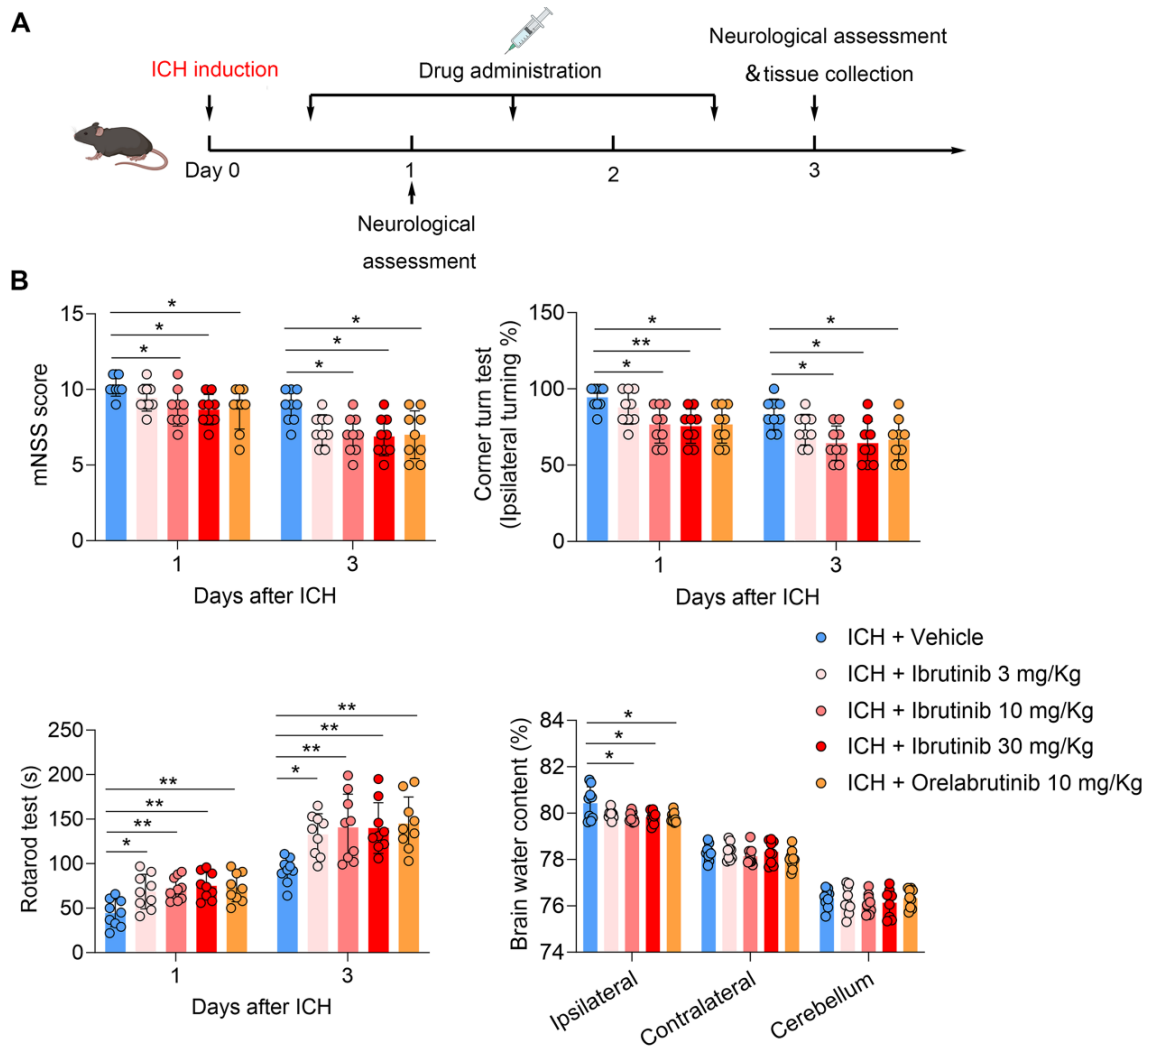 A
ICH induction
Drug administration
Neurological assessment
& tissue collection
Day 0
1
2
3
Neurological
assessment
B
mNSS score
15
10
5
0
*
*
*
*
*
*
1
3
Days after ICH
Corner turn test
(Ipsilateral turning %)
150
100
50
0
*
**
*
*
*
*
1
3
Days after ICH
ICH + Vehicle
ICH + Ibrutinib 3 mg/Kg
ICH + Ibrutinib 10 mg/Kg
ICH + Ibrutinib 30 mg/Kg
ICH + Orelabrutinib 10 mg/Kg
Rotarod test (s)
250
200
150
100
50
0
**
**
**
*
**
**
**
*
1
3
Days after ICH
Brain water content (%)
84
82
80
78
76
74
*
*
*
Ipsilateral
Contralateral
Cerebellum